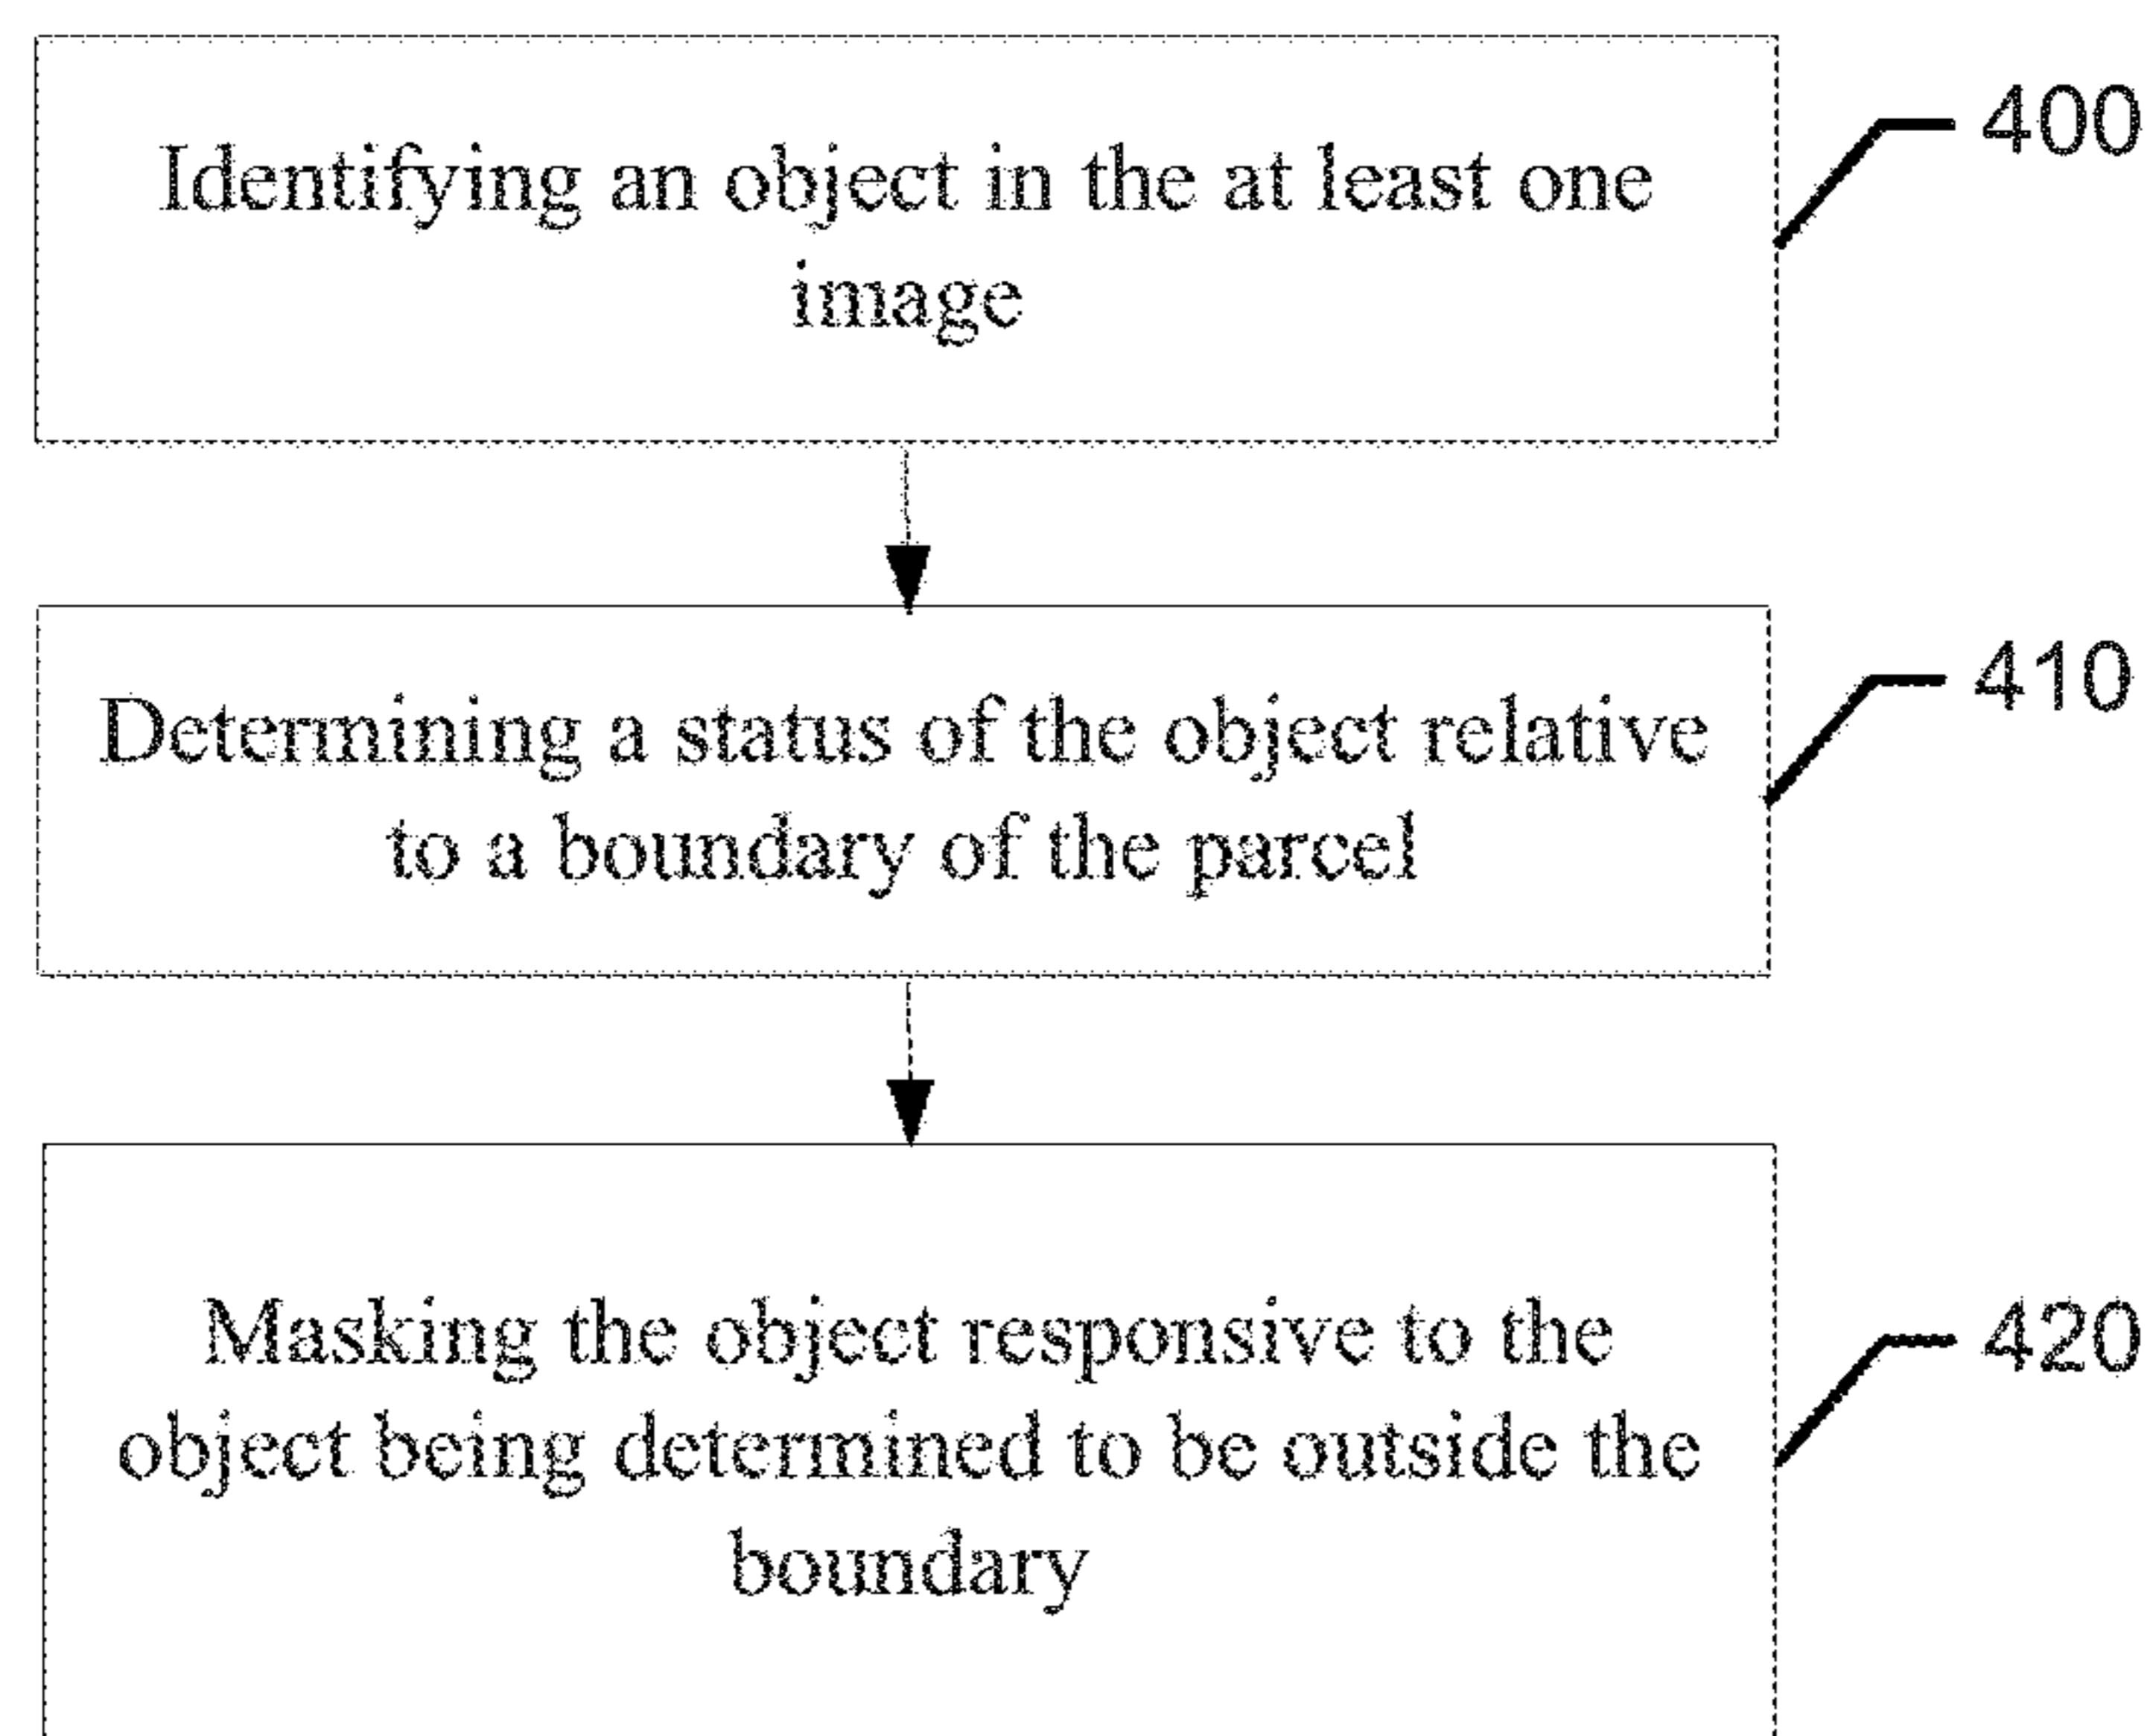 400
Identifying an object in the at least one
image
410
Determining a status of the object relative
to a boundary of the parcel
420
Masking the object responsive to the
object being determined to be outside the
boundary